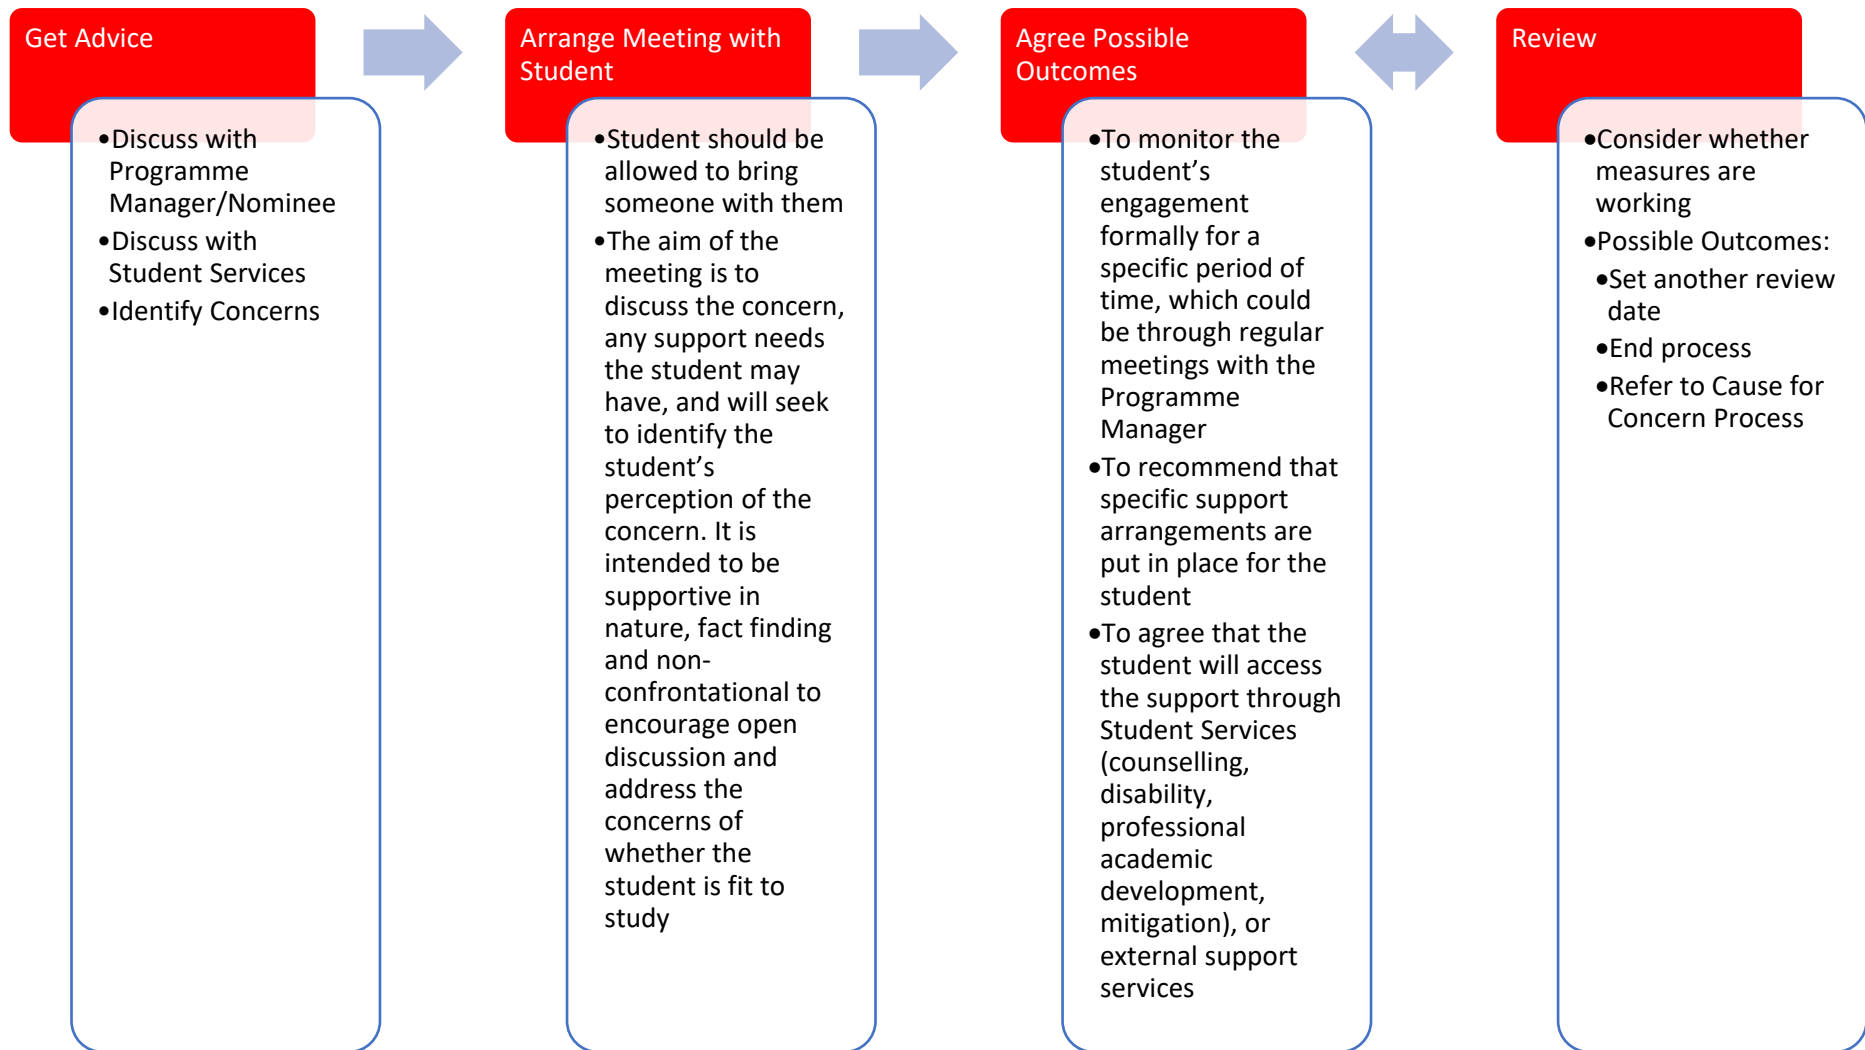 Get Advice
•Discuss with
Programme
Manager/Nominee
•Discuss with
Student Services
•Identify Concerns
Arrange Meeting with
Student
•Student should be
allowed to bring
someone with them
•The aim of the
meeting is to
discuss the concern,
any support needs
the student may
have, and will seek
to identify the
student’s
perception of the
concern. It is
intended to be
supportive in
nature, fact finding
and non-
confrontational to
encourage open
discussion and
address the
concerns of
whether the
student is fit to
study
Agree Possible
Outcomes
•To monitor the
student’s
engagement
formally for a
specific period of
time, which could
be through regular
meetings with the
Programme
Manager
•To recommend that
specific support
arrangements are
put in place for the
student
•To agree that the
student will access
the support through
Student Services
(counselling,
disability,
professional
academic
development,
mitigation), or
external support
services
Review
•Consider whether
measures are
working
•Possible Outcomes:
•Set another review
date
•End process
•Refer to Cause for
Concern Process